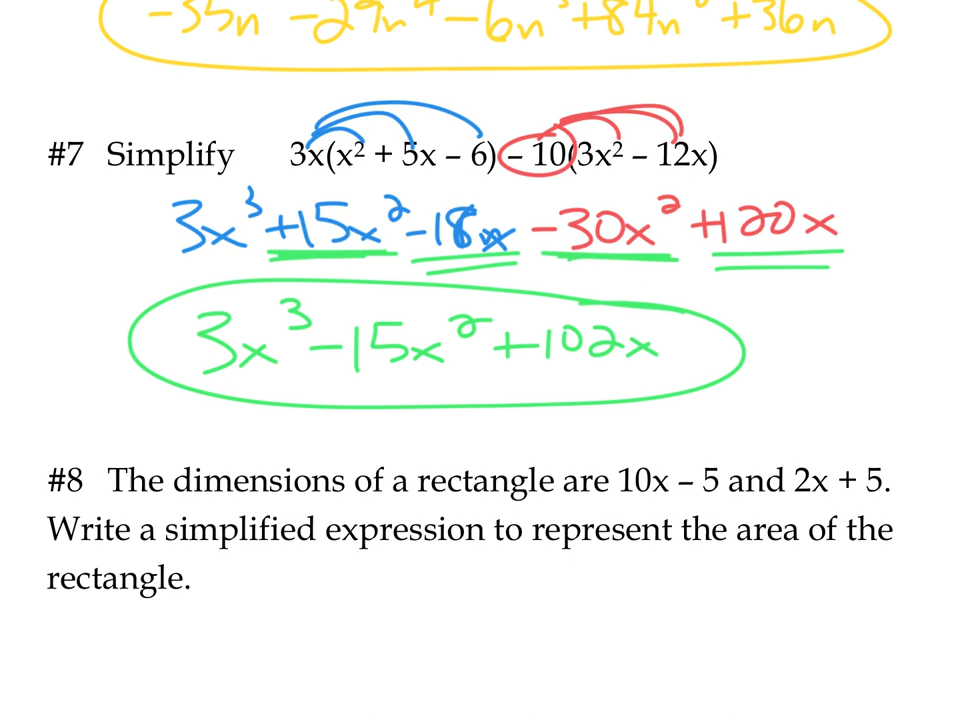 -35n -29n⁴ -6n³ +84n² +36n
#7 Simplify 3x(x² + 5x – 6) – 10(3x² – 12x)
3x³ +15x² -18x -30x² +120x
3x³ -15x² +102x
#8 The dimensions of a rectangle are 10x – 5 and 2x + 5.
Write a simplified expression to represent the area of the
rectangle.